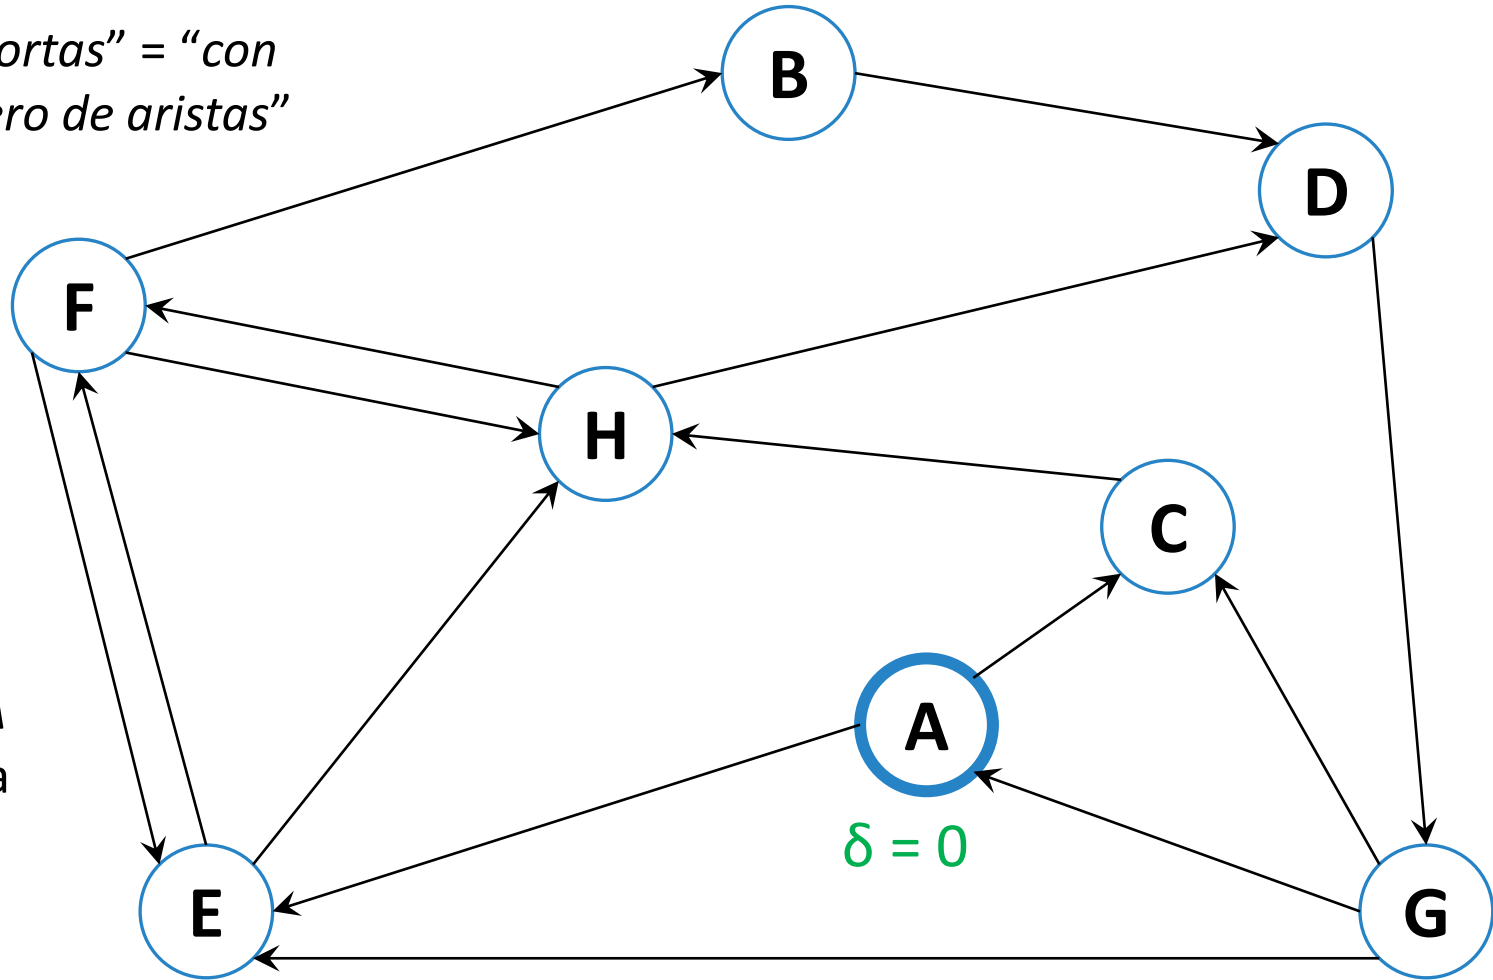 ortas” = “con
ero de aristas”
B
D
F
H
C
A
a
δ = 0
E
G